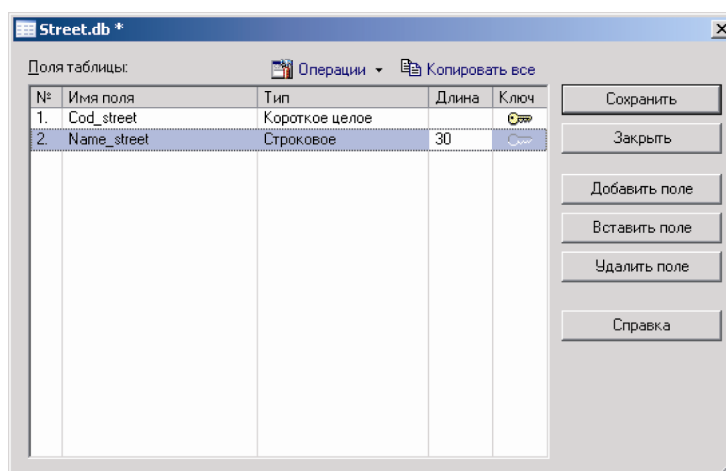 Street.db *
Поля таблицы: Операции Копировать все
№ Имя поля Тип Длина Ключ
1. Cod_street Короткое целое
2. Name_street Строковое 30
Сохранить
Закрыть
Добавить поле
Вставить поле
Удалить поле
Справка